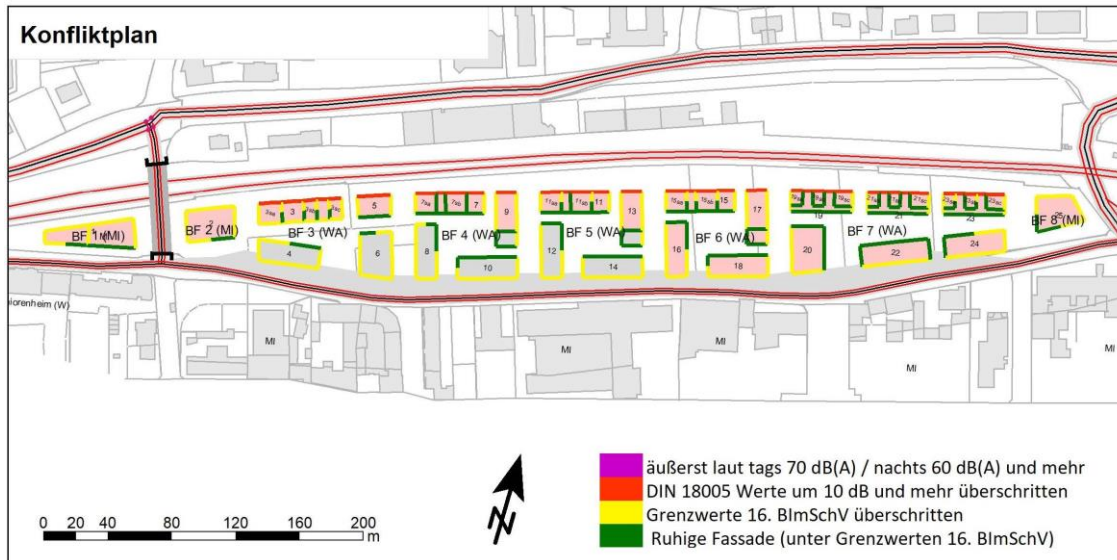 Konfliktplan
5
9
13
17
7
11
15
3
2
BF 1 (MI)
BF 2 (MI)
BF 3 (WA)
BF 4 (WA)
BF 5 (WA)
BF 6 (WA)
BF 7 (WA)
BF 8 (MI)
19
21
23
4
6
8
10
12
14
16
18
20
22
24
niorenheim (W)
MI
MI
MI
MI
MI
äußerst laut tags 70 dB(A) / nachts 60 dB(A) und mehr
DIN 18005 Werte um 10 dB und mehr überschritten
Grenzwerte 16. BImSchV überschritten
Ruhige Fassade (unter Grenzwerten 16. BImSchV)
N
0 20 40 80 120 160 200
m